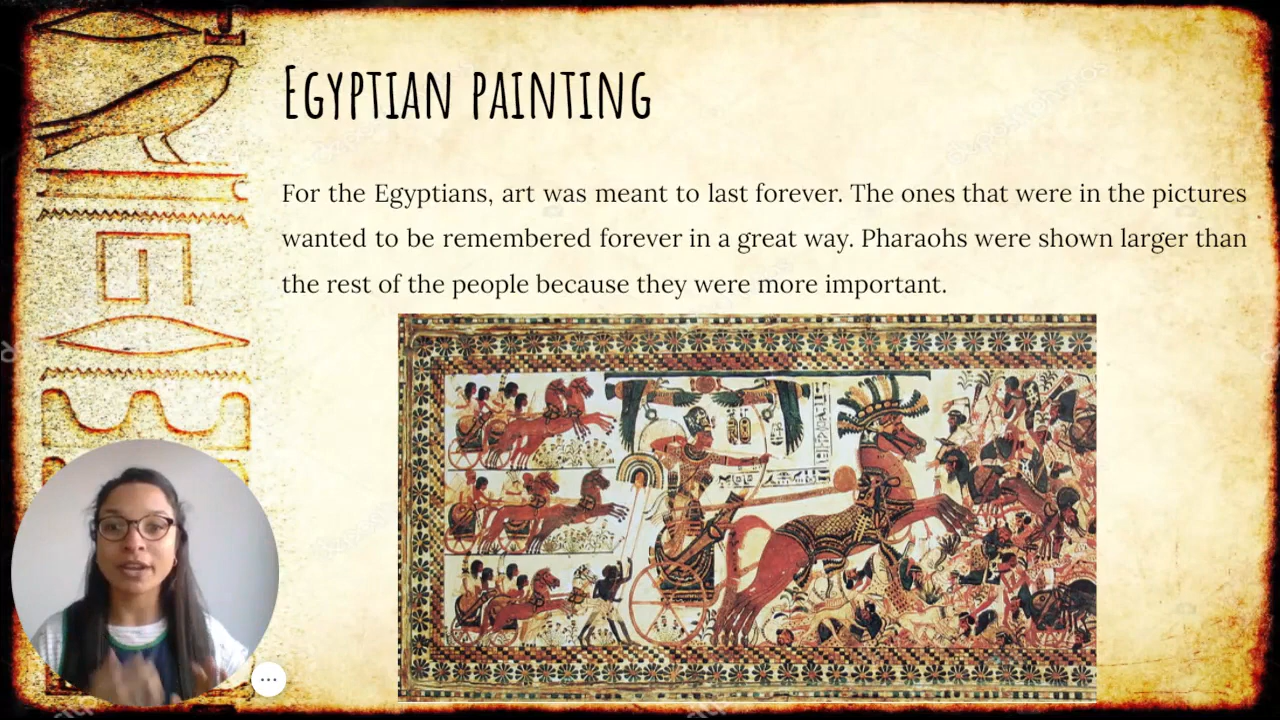 Egyptian painting
For the Egyptians, art was meant to last forever. The ones that were in the pictures
wanted to be remembered forever in a great way. Pharaohs were shown larger than
the rest of the people because they were more important.